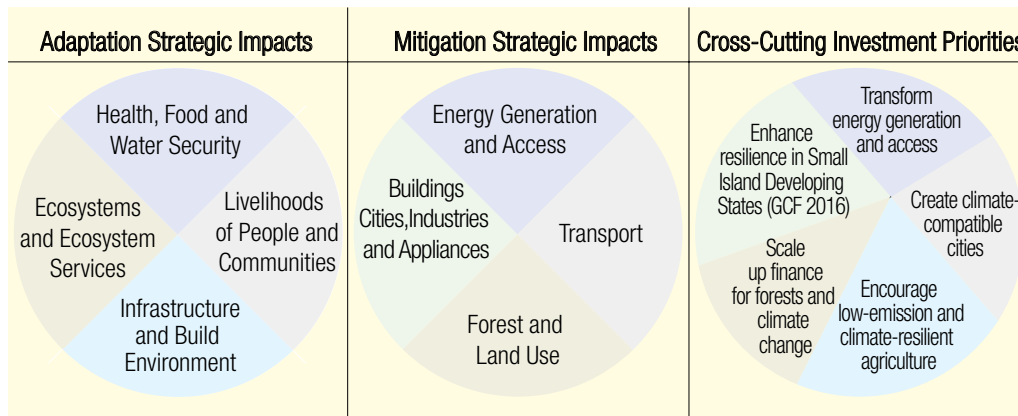 Adaptation Strategic Impacts
Health, Food and
Water Security
Ecosystems
and Ecosystem
Services
Livelihoods
of People and
Communities
Infrastructure
and Build
Environment
Mitigation Strategic Impacts
Energy Generation
and Access
Buildings
Cities,Industries
and Appliances
Transport
Forest and
Land Use
Cross-Cutting Investment Priorities
Transform
energy generation
and access
Enhance
resilience in Small
Island Developing
States (GCF 2016)
Create climate-
compatible
cities
Scale
up finance
for forests and
climate
change
Encourage
low-emission and
climate-resilient
agriculture